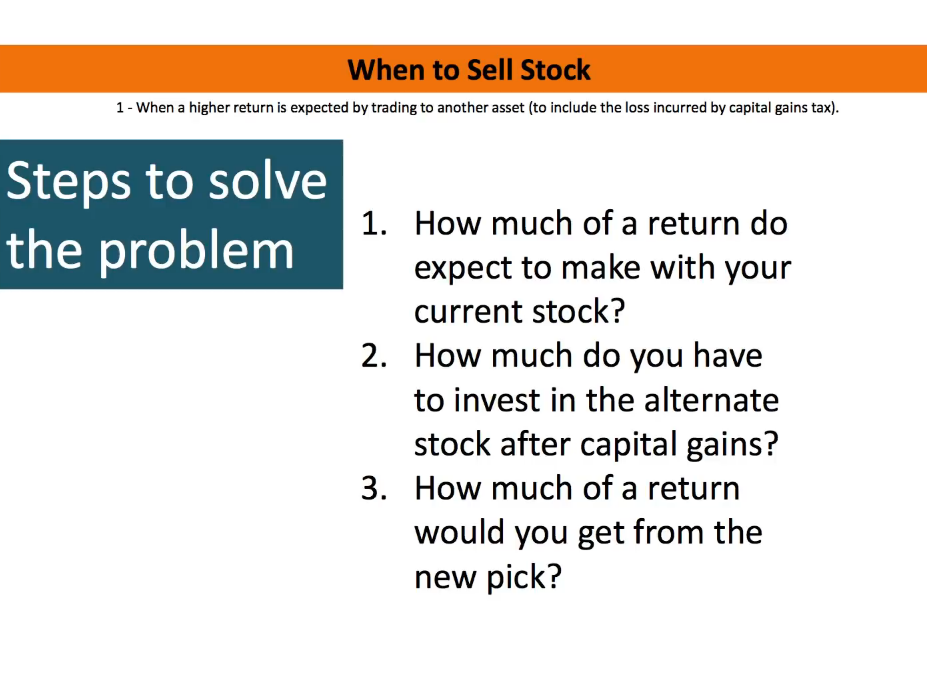 When to Sell Stock
1 - When a higher return is expected by trading to another asset (to include the loss incurred by capital gains tax).
Steps to solve
the problem
1. How much of a return do
expect to make with your
current stock?
2. How much do you have
to invest in the alternate
stock after capital gains?
3. How much of a return
would you get from the
new pick?